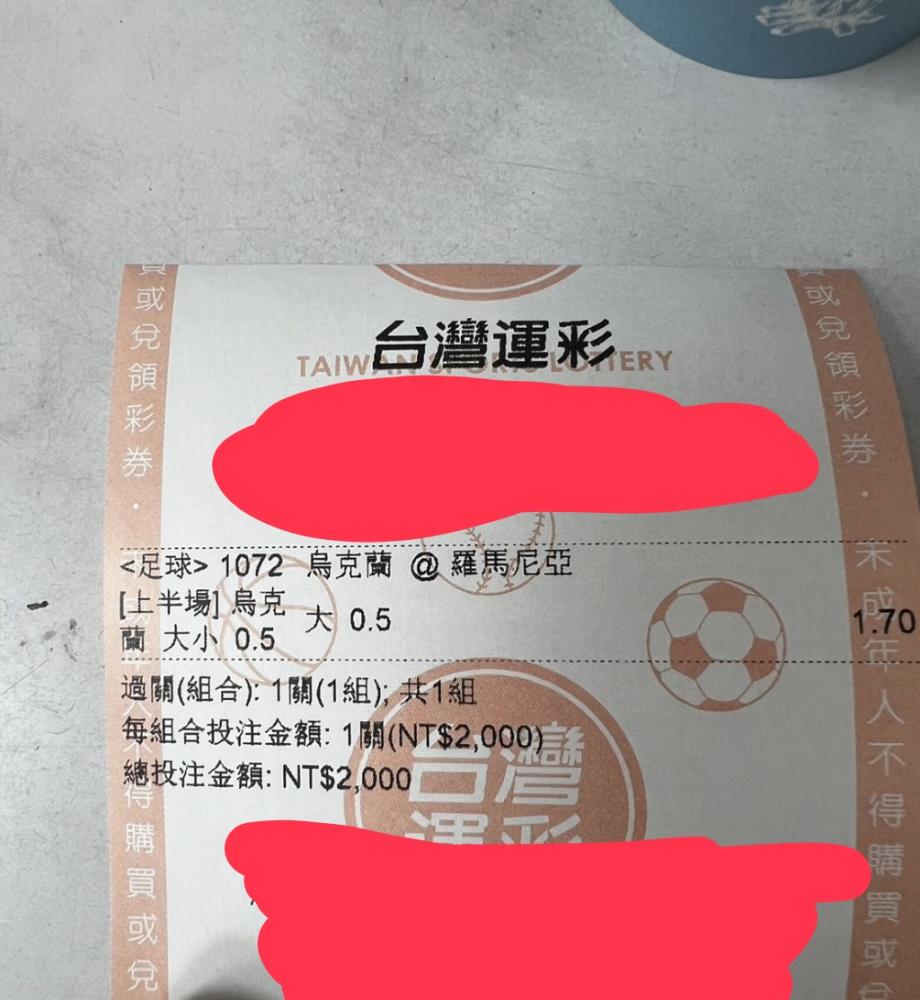 台灣運彩
TAIWAN SPORTS LOTTERY
<足球> 1072 烏克蘭 @ 羅馬尼亞
[上半場] 烏克
蘭 大小 0.5 大 0.5 1.70
過關(組合): 1關(1組); 共1組
每組合投注金額: 1關(NT$2,000)
總投注金額: NT$2,000
台灣
運彩
買或兌領彩券.未成年人不得購買或兌
買或兌領彩券.未成年人不得購買或兌